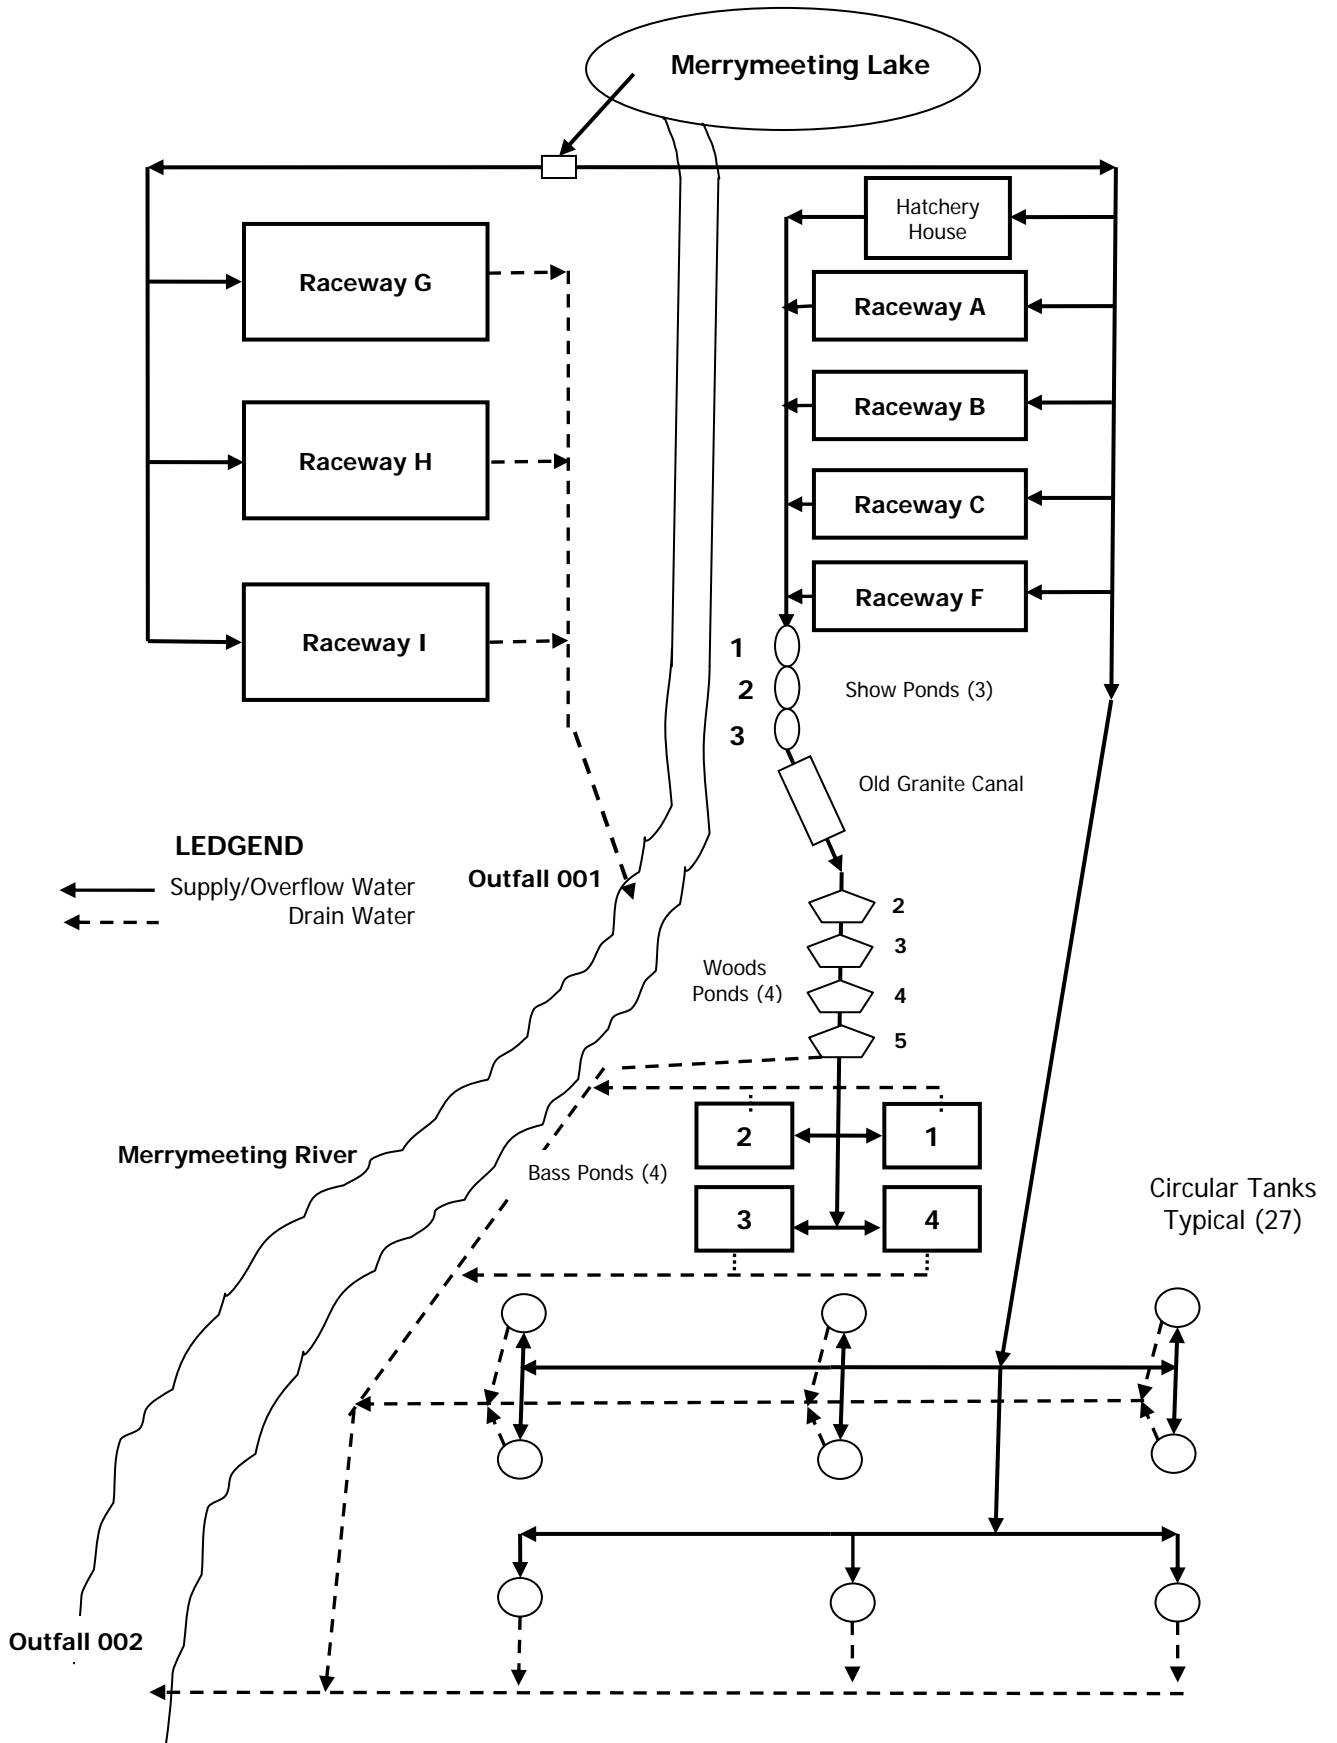 Merrymeeting Lake
Hatchery
House
Raceway G
Raceway A
Raceway B
Raceway H
Raceway C
Raceway F
Raceway I
1
2
Show Ponds (3)
3
Old Granite Canal
LEDGEND
Supply/Overflow Water
Drain Water
Outfall 001
2
3
Woods
Ponds (4)
4
5
2
1
Merrymeeting River
Bass Ponds (4)
3
4
Circular Tanks
Typical (27)
Outfall 002